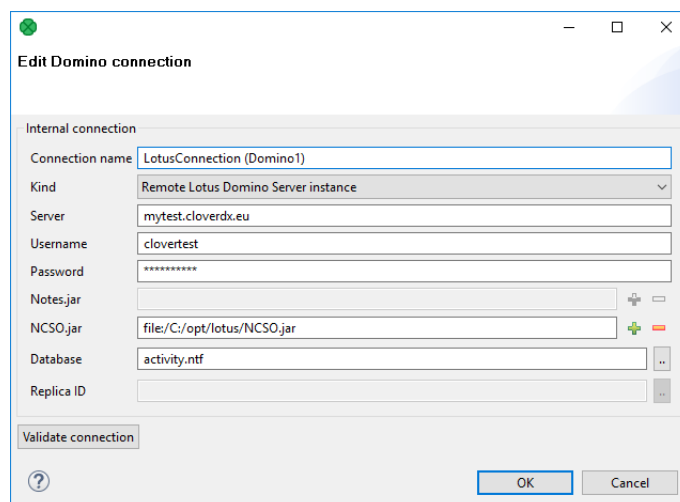 Edit Domino connection
Internal connection
Connection name LotusConnection (Domino1)
Kind Remote Lotus Domino Server instance
Server mytest.cloverdx.eu
Username clovertest
Password **********
Notes.jar
NCSO.jar file:/C:/opt/lotus/NCSO.jar
Database activity.ntf ..
Replica ID ..
Validate connection
? OK Cancel